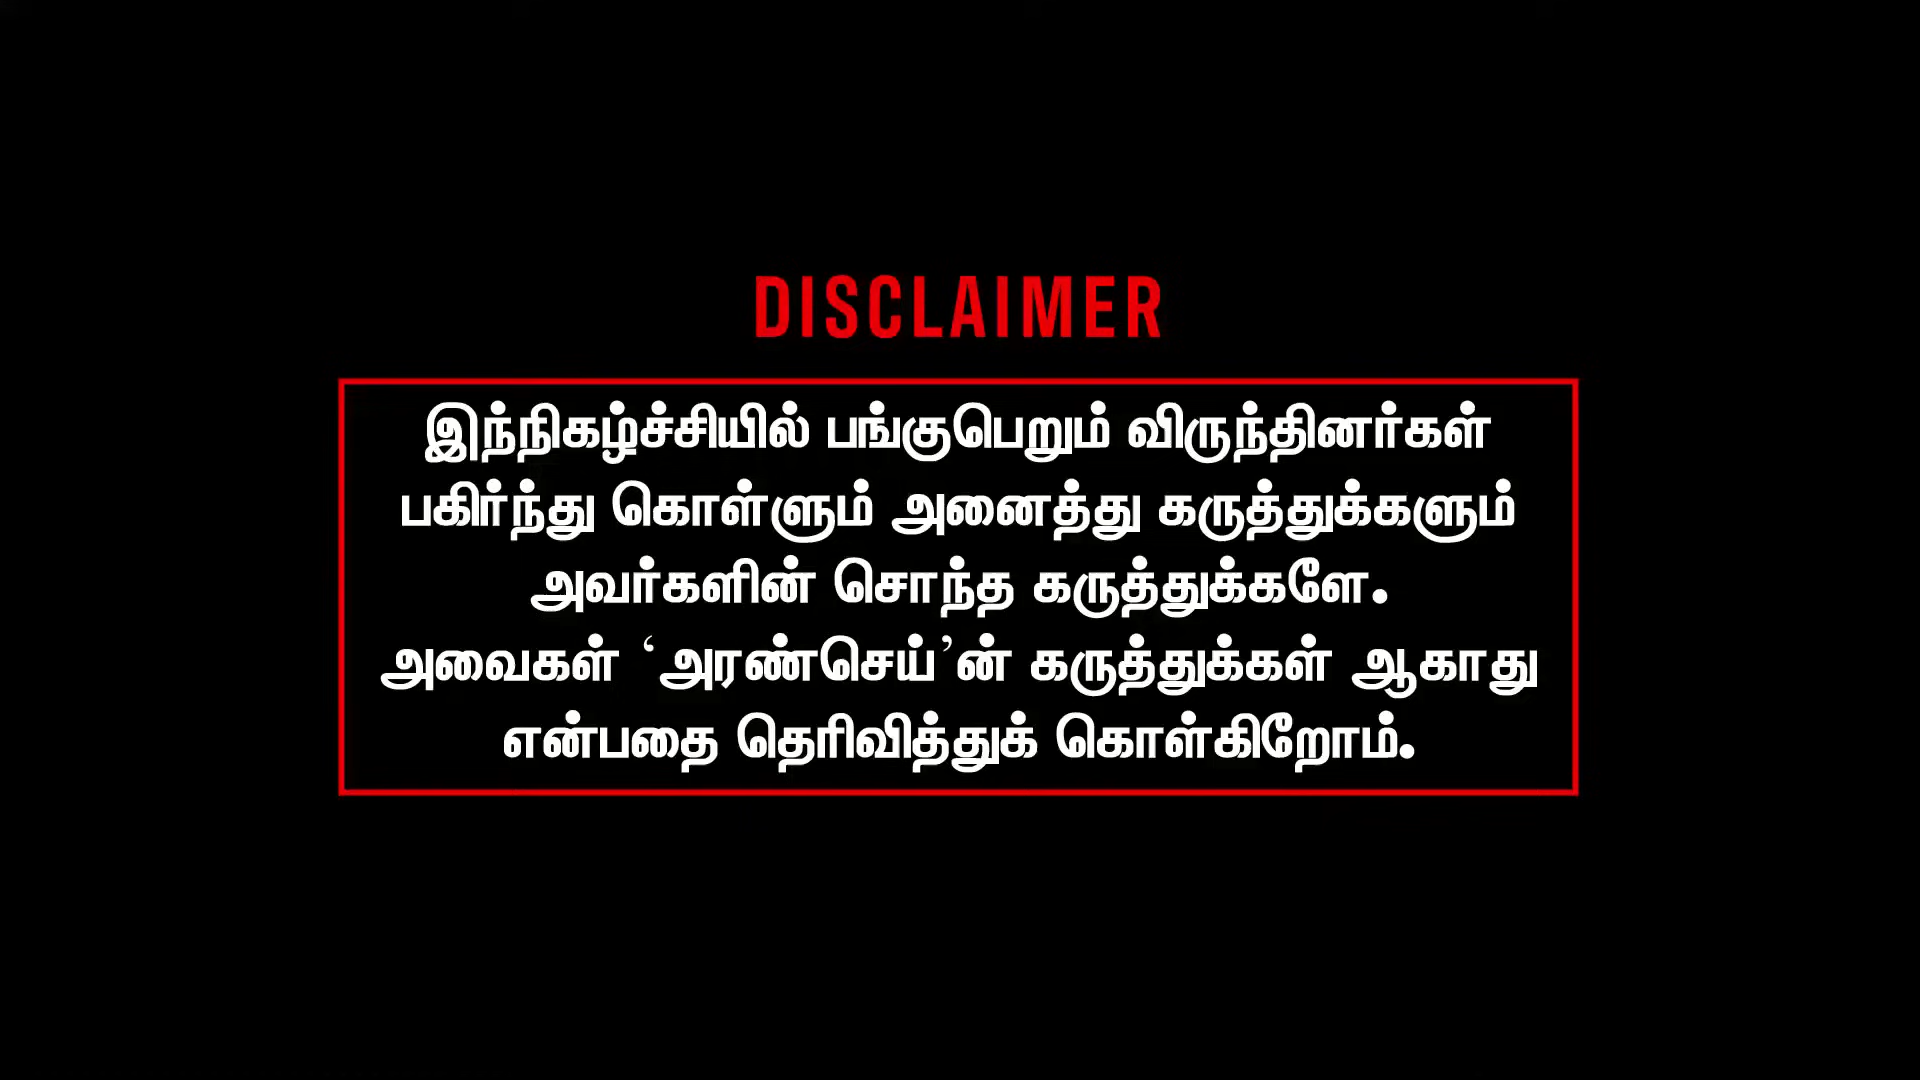 DISCLAIMER
இந்நிகழ்ச்சியில் பங்குபெறும் விருந்தினர்கள்
பகிர்ந்து கொள்ளும் அனைத்து கருத்துக்களும்
அவர்களின் சொந்த கருத்துக்களே.
அவைகள் ‘அரண்செய்’ன் கருத்துக்கள் ஆகாது
என்பதை தெரிவித்துக் கொள்கிறோம்.